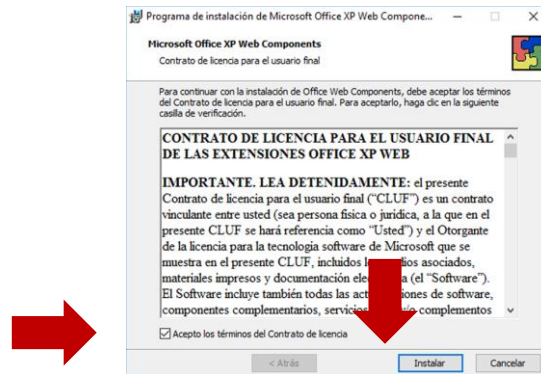 Programa de instalación de Microsoft Office XP Web Compone...
Microsoft Office XP Web Components
Contrato de licencia para el usuario final
Para continuar con la instalación de Office Web Components, debe aceptar los términos
del Contrato de licencia para el usuario final. Para aceptarlo, haga clic en la siguiente
casilla de verificación.
CONTRATO DE LICENCIA PARA EL USUARIO FINAL
DE LAS EXTENSIONES OFFICE XP WEB
IMPORTANTE. LEA DETENIDAMENTE: el presente
Contrato de licencia para el usuario final ("CLUF") es un contrato
vinculante entre usted (sea persona física o jurídica, a la que en el
presente CLUF se hará referencia como "Usted") y el Otorgante
de la licencia para la tecnología software de Microsoft que se
muestra en el presente CLUF, incluidos asociados,
materiales impresos y documentación (el "Software").
El Software incluye también todas las de software,
componentes complementarios, complementos
Acepto los términos del Contrato de licencia
< Atrás
Instalar
Cancelar